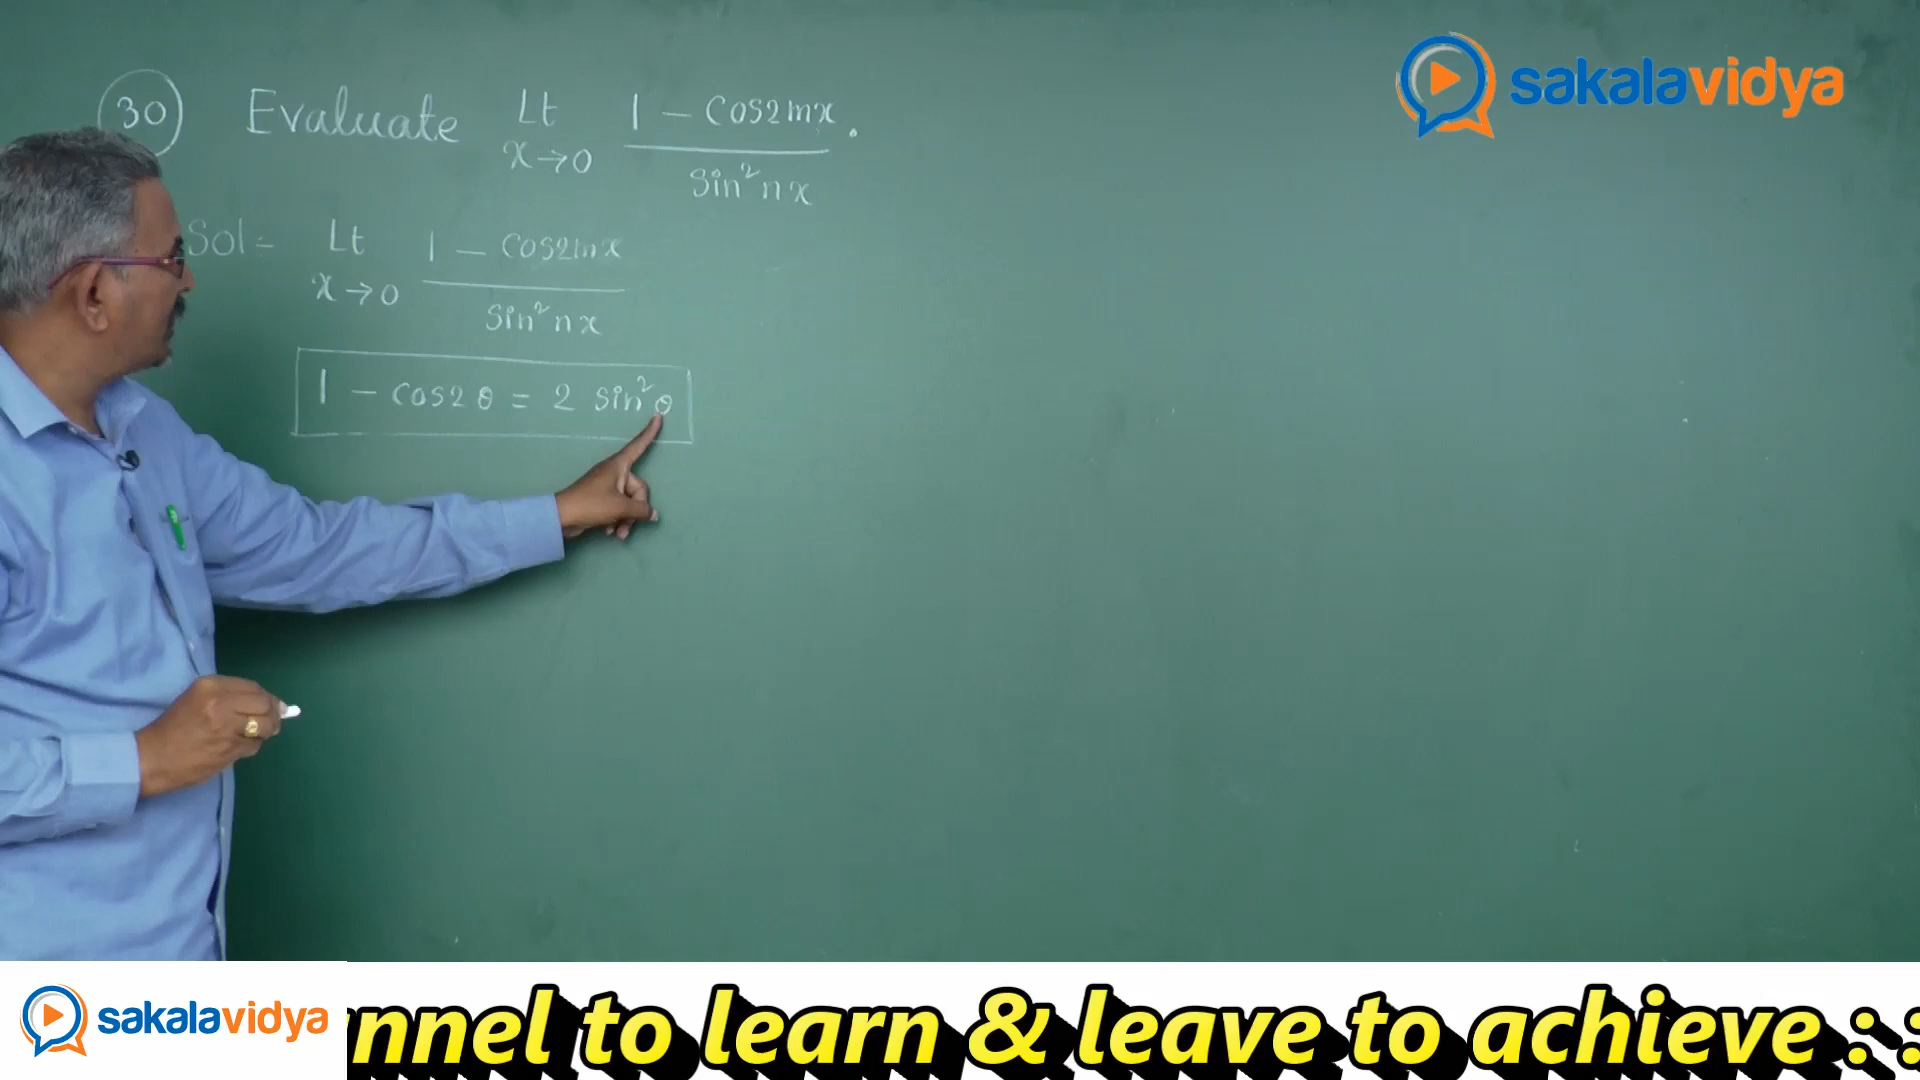 sakalavidya
30 Evaluate Lt x→0 1 - Cos2mx / Sin²nx .
Sol= Lt x→0 1 - Cos2mx / Sin²nx
1 - Cos2θ = 2 Sin²θ
sakalavidya
nnel to learn & leave to achieve : :